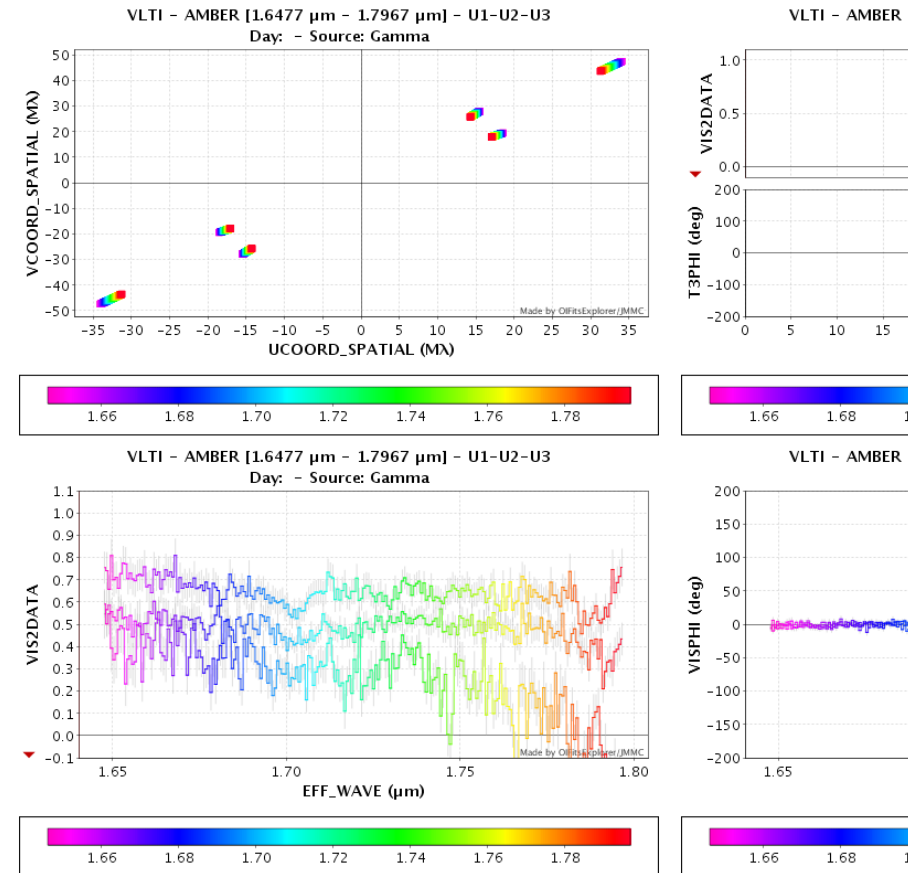 VLTI - AMBER [1.6477 µm - 1.7967 µm] - U1-U2-U3
Day:  - Source: Gamma
VCOORD_SPATIAL (Mλ)
50
40
30
20
10
0
-10
-20
-30
-40
-50
Made by OIFitsExplorer/JMMC
-35 -30 -25 -20 -15 -10 -5 0 5 10 15 20 25 30 35
UCOORD_SPATIAL (Mλ)
1.66 1.68 1.70 1.72 1.74 1.76 1.78
VLTI - AMBER
VIS2DATA
1.0
0.5
0.0
T3PHI (deg)
200
100
0
-100
-200
0 5 10 15
1.66 1.68 1
VLTI - AMBER [1.6477 µm - 1.7967 µm] - U1-U2-U3
Day:  - Source: Gamma
VIS2DATA
1.1
1.0
0.9
0.8
0.7
0.6
0.5
0.4
0.3
0.2
0.1
0.0
-0.1
Made by OIFitsExplorer/JMMC
1.65 1.70 1.75 1.80
EFF_WAVE (µm)
1.66 1.68 1.70 1.72 1.74 1.76 1.78
VLTI - AMBER
VISPHI (deg)
200
150
100
50
0
-50
-100
-150
-200
1.65
1.66 1.68 1